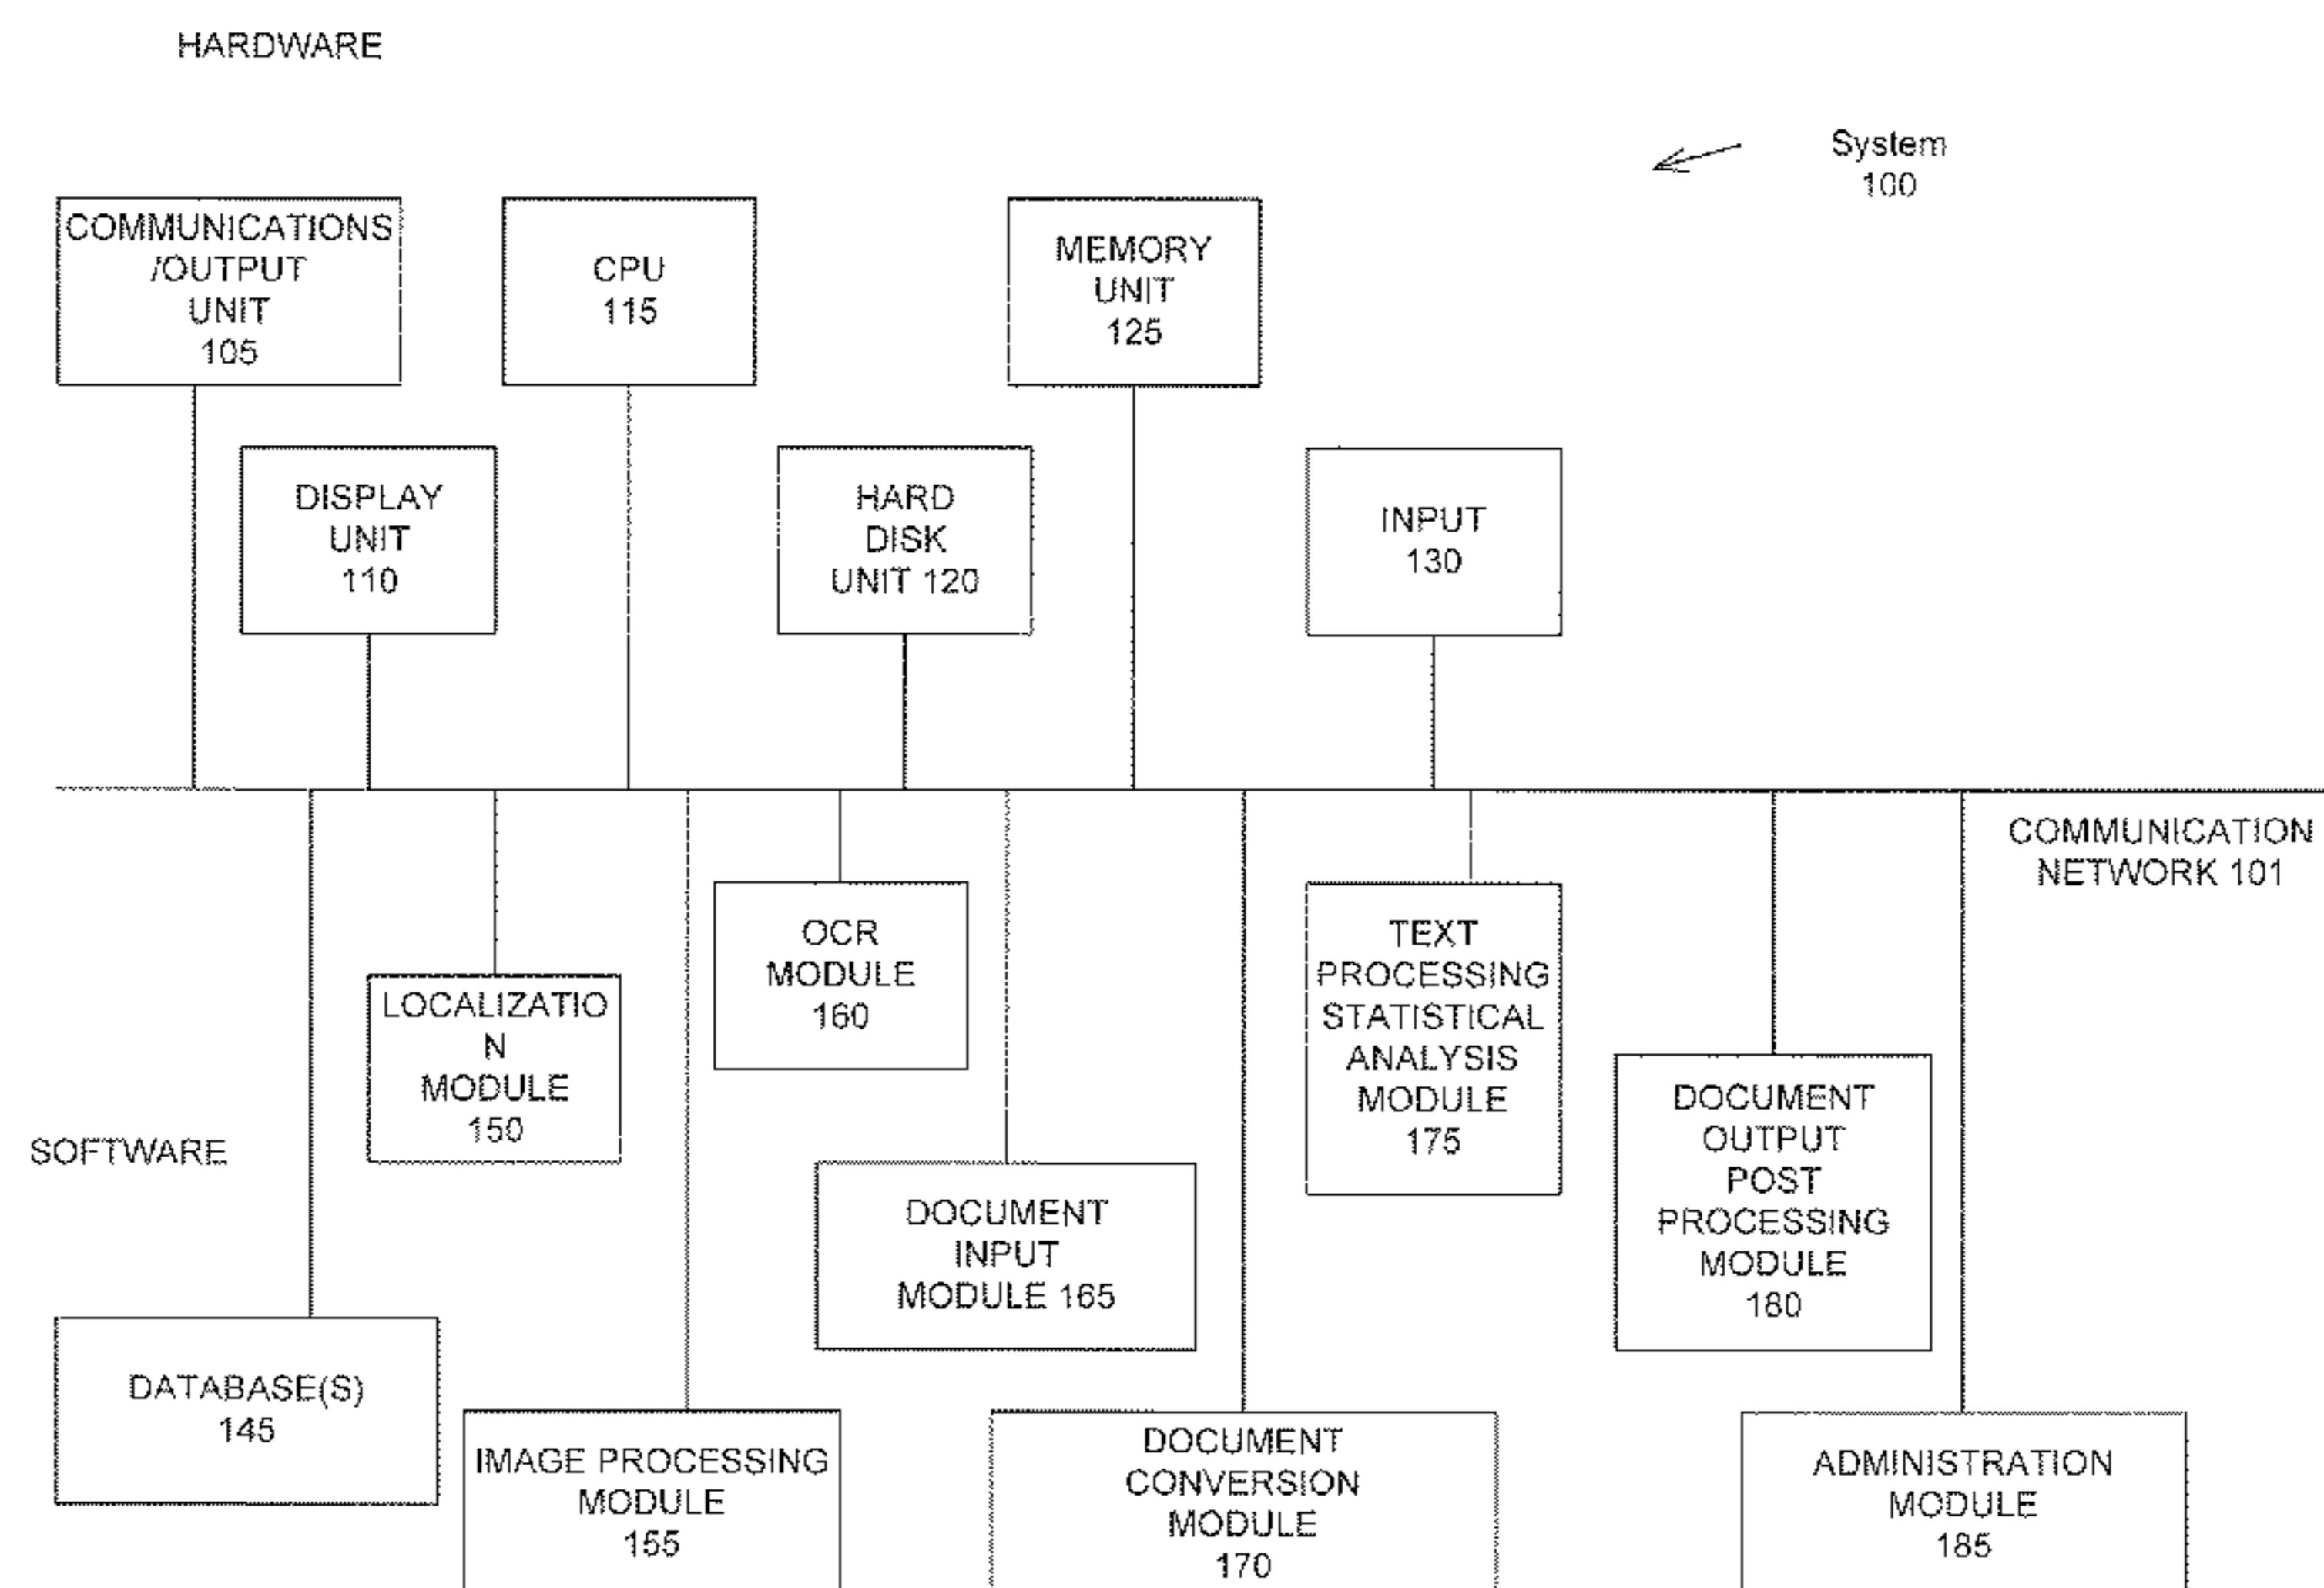 HARDWARE
System
100
COMMUNICATIONS
/OUTPUT
UNIT
105
CPU
115
MEMORY
UNIT
125
DISPLAY
UNIT
110
HARD
DISK
UNIT 120
INPUT
130
COMMUNICATION
NETWORK 101
OCR
MODULE
160
TEXT
PROCESSING
STATISTICAL
ANALYSIS
MODULE
175
LOCALIZATIO
N
MODULE
150
DOCUMENT
OUTPUT
POST
PROCESSING
MODULE
180
SOFTWARE
DOCUMENT
INPUT
MODULE 165
DATABASE(S)
145
IMAGE PROCESSING
MODULE
155
DOCUMENT
CONVERSION
MODULE
170
ADMINISTRATION
MODULE
185